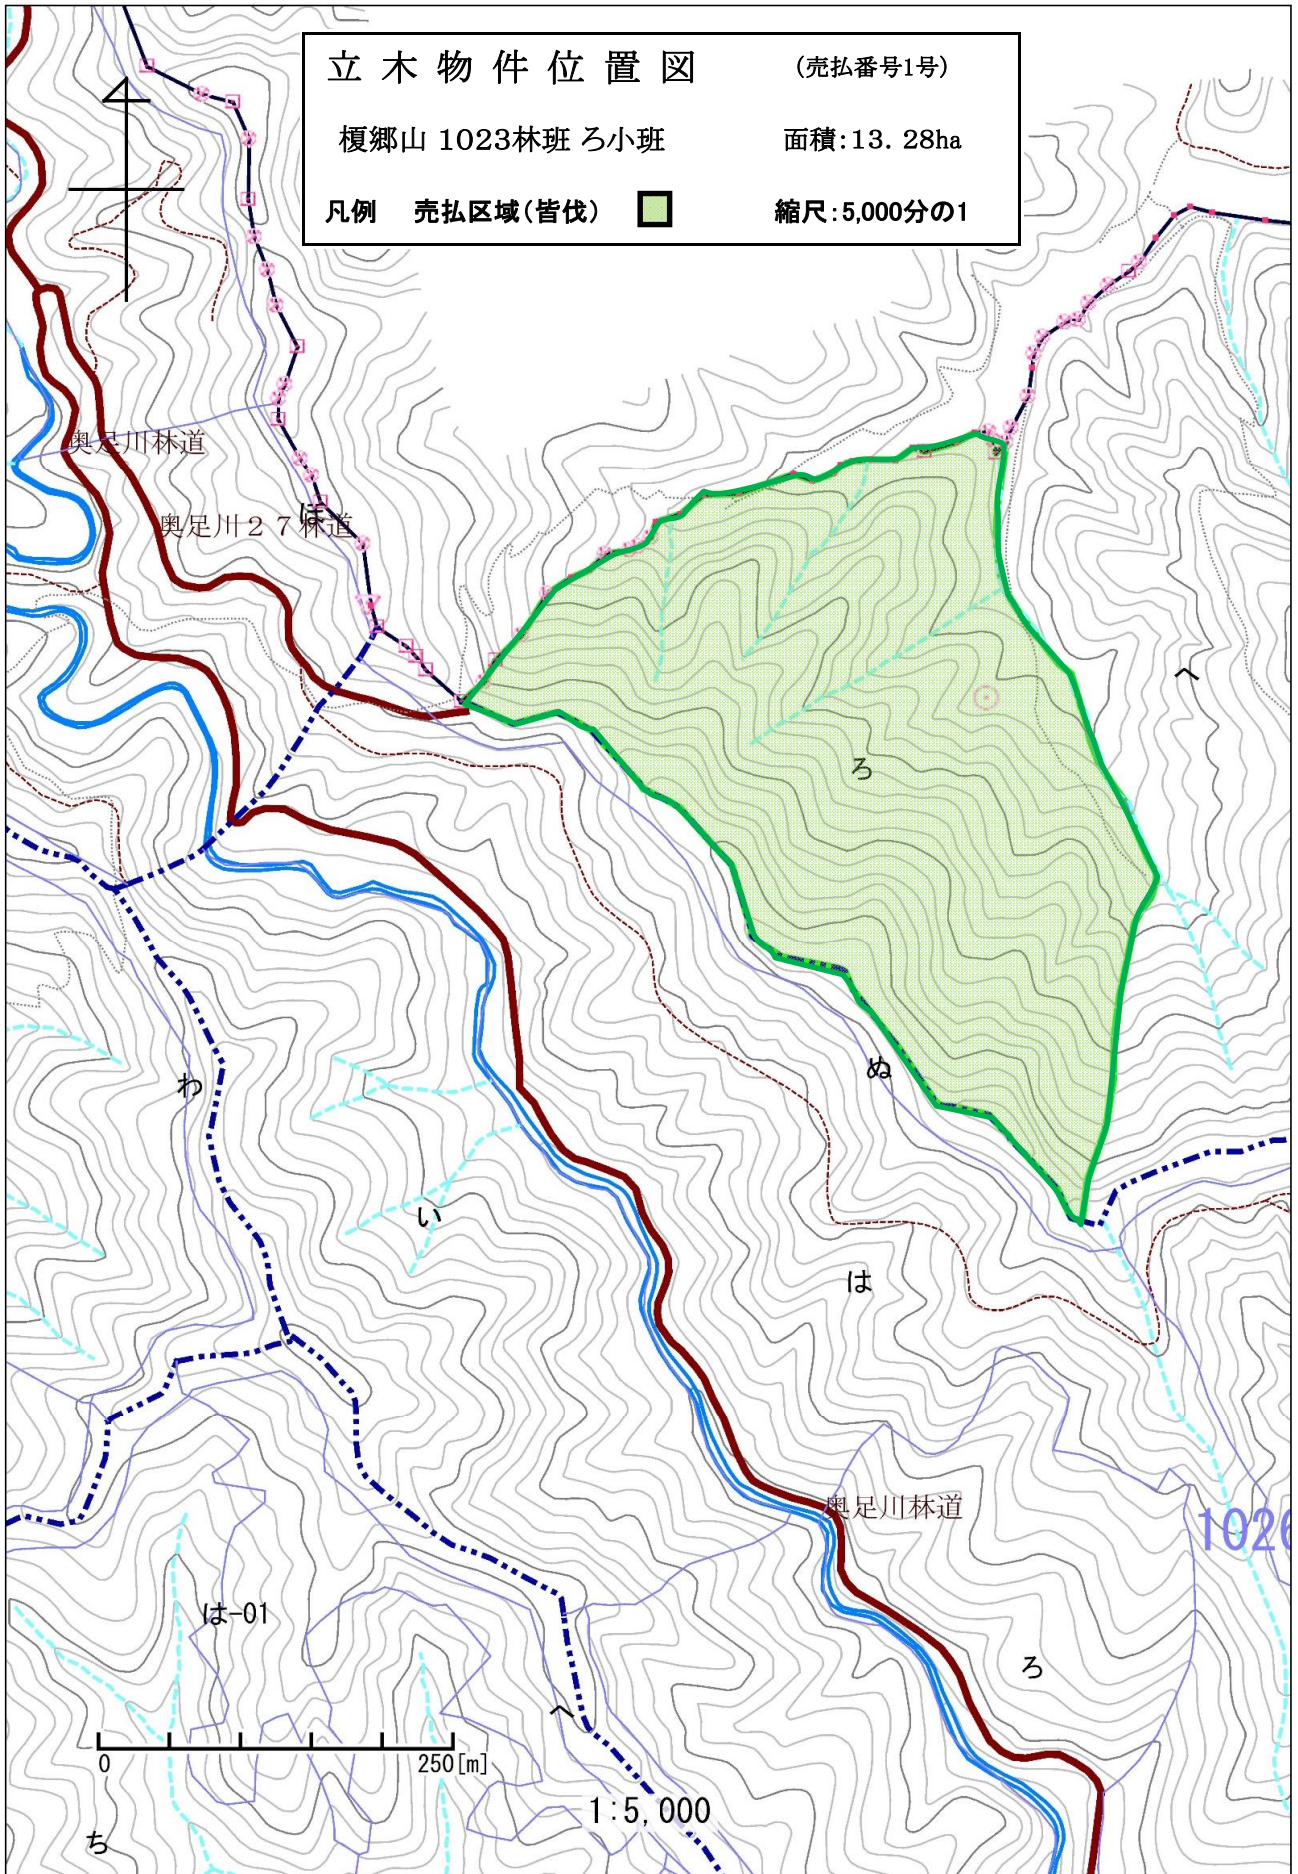 立木物件位置図 (売払番号1号)
榎郷山 1023林班 ろ小班 面積:13.28ha
凡例 売払区域(皆伐) 縮尺:5,000分の1
奥足川林道
奥足川27林道
ほ
へ
ろ
ぬ
わ
い
は
奥足川林道
1026
は-01
ろ
へ
0 250[m]
1:5,000
ち